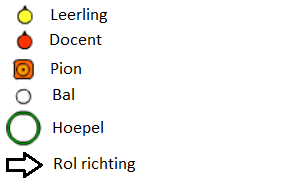 Leerling
Docent
Pion
Bal
Hoepel
Rol richting